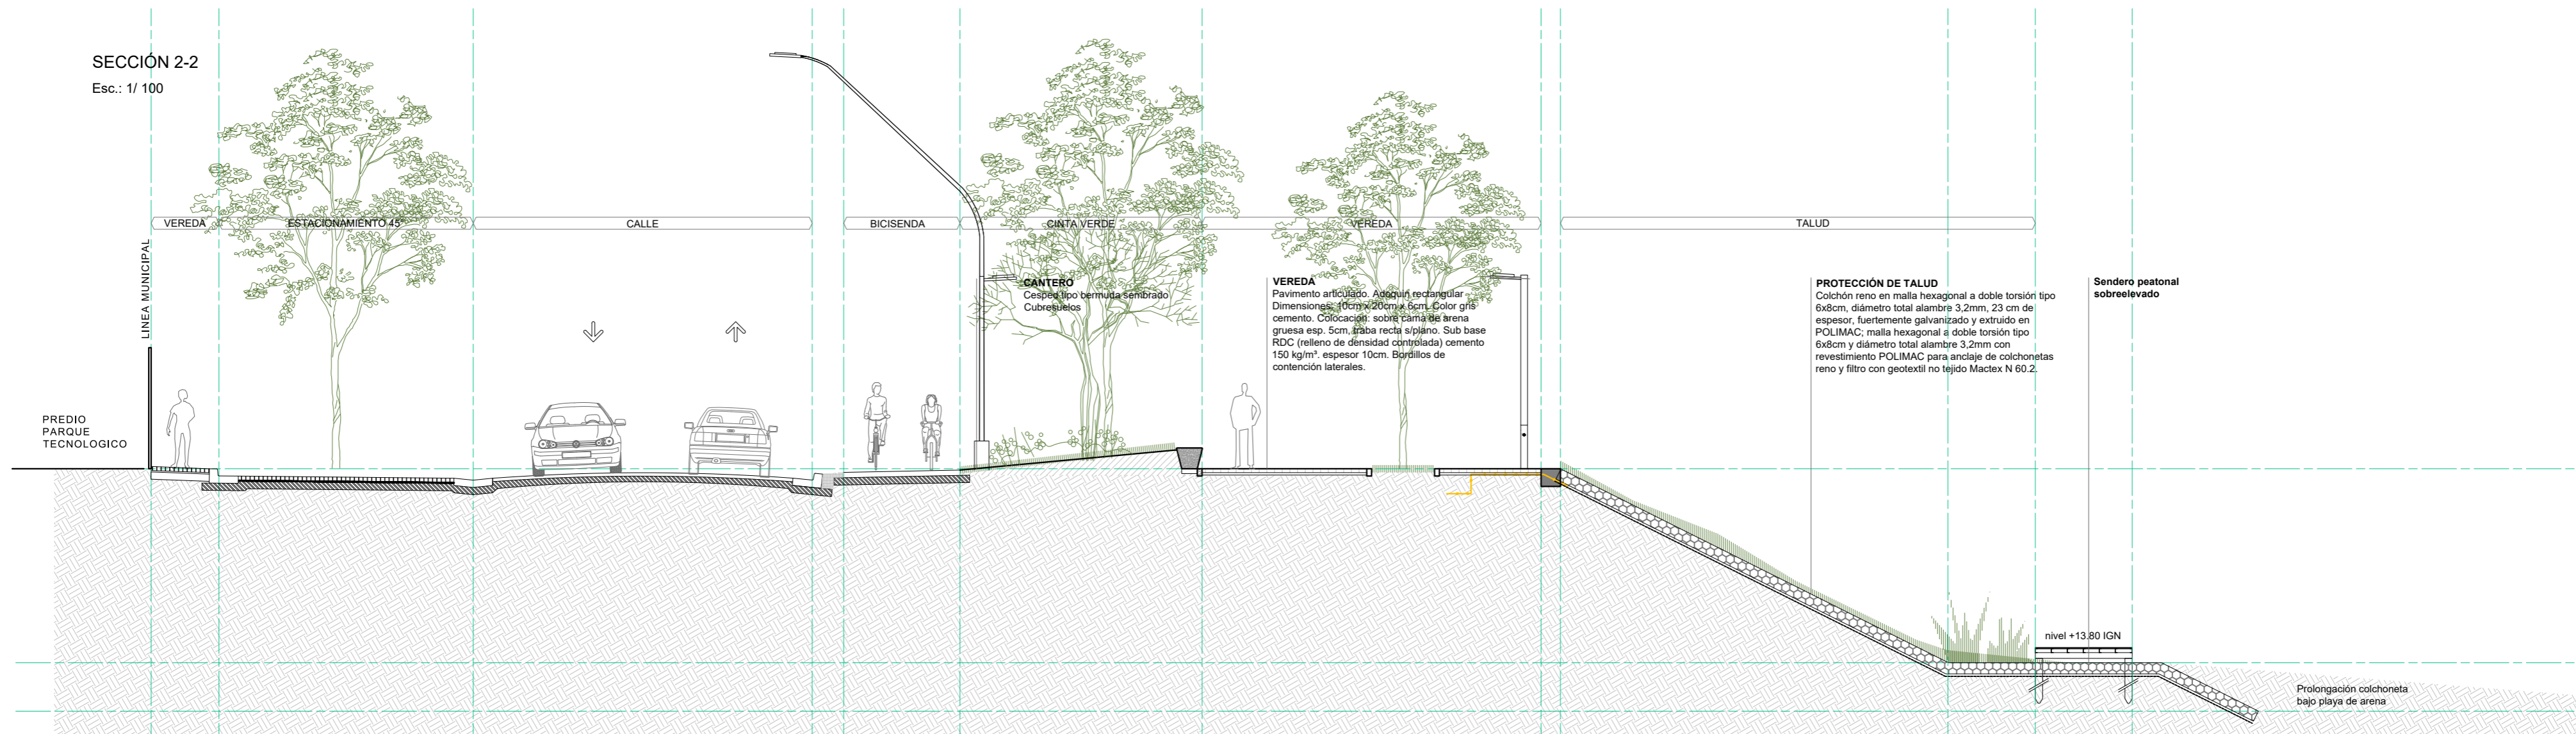 SECCIÓN 2-2
Esc.: 1/ 100
VEREDA
ESTACIONAMIENTO 45°
CALLE
BICISENDA
CINTA VERDE
VEREDA
TALUD
LINEA MUNICIPAL
PREDIO
PARQUE
TECNOLOGICO
CANTERO
Cesped tipo bermuda sembrado
Cubresuelos
VEREDA
Pavimento articulado. Adoquin rectangular
Dimensiones: 10cm x 20cm x 6cm. Color gris
cemento. Colocación: sobre cama de arena
gruesa esp. 5cm, traba recta s/plano. Sub base
RDC (relleno de densidad controlada) cemento
150 kg/m³. espesor 10cm. Bordillos de
contención laterales.
PROTECCIÓN DE TALUD
Colchón reno en malla hexagonal a doble torsión tipo
6x8cm, diámetro total alambre 3,2mm, 23 cm de
espesor, fuertemente galvanizado y extruido en
POLIMAC; malla hexagonal a doble torsión tipo
6x8cm y diámetro total alambre 3,2mm con
revestimiento POLIMAC para anclaje de colchonetas
reno y filtro con geotextil no tejido Mactex N 60.2.
Sendero peatonal
sobreelevado
nivel +13.80 IGN
Prolongación colchoneta
bajo playa de arena